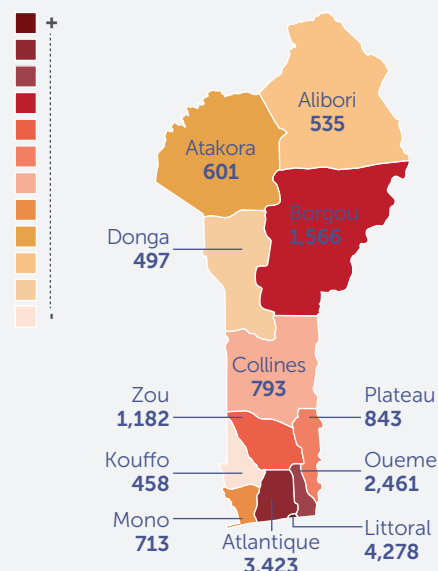 +
-
Alibori
535
Atakora
601
Borgou
1,566
Donga
497
Collines
793
Zou
1,182
Plateau
843
Kouffo
458
Oueme
2,461
Mono
713
Atlantique
3,423
Littoral
4,278